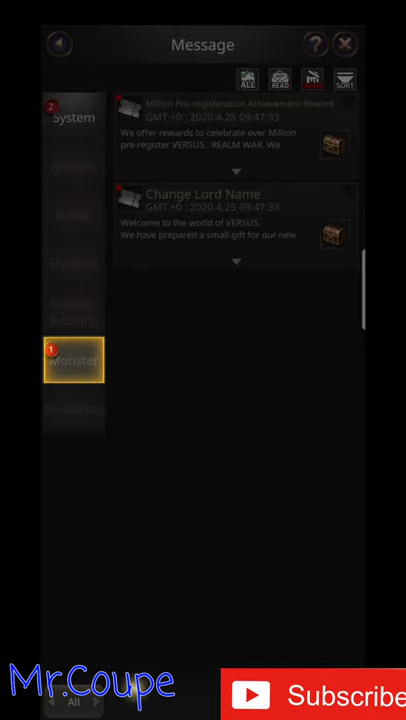 Message
?
ALL
READ
SORT
2
System
Million Pre-registeration Achievement Reward
GMT +0 : 2020.4.25 09:47:33
We offer rewards to celebrate over Million
pre-register VERSUS : REALM WAR. We
Change Lord Name
GMT +0 : 2020.4.25 09:47:33
Welcome to the world of VERSUS.
We have prepared a small gift for our new
Scouting
1
Monster
Mr.Coupe
All
Subscribe